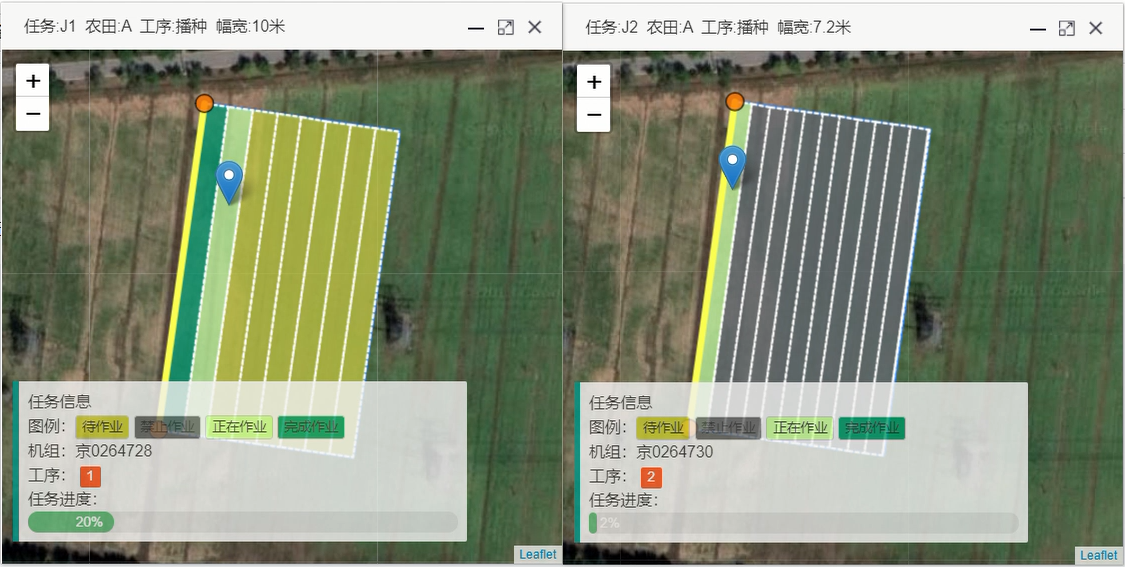 任务:J1 农田:A 工序:播种 幅宽:10米
+
−
任务信息
图例: 待作业 禁止作业 正在作业 完成作业
机组: 京0264728
工序: 1
任务进度:
20%
Leaflet
任务:J2 农田:A 工序:播种 幅宽:7.2米
+
−
任务信息
图例: 待作业 禁止作业 正在作业 完成作业
机组: 京0264730
工序: 2
任务进度:
2%
Leaflet